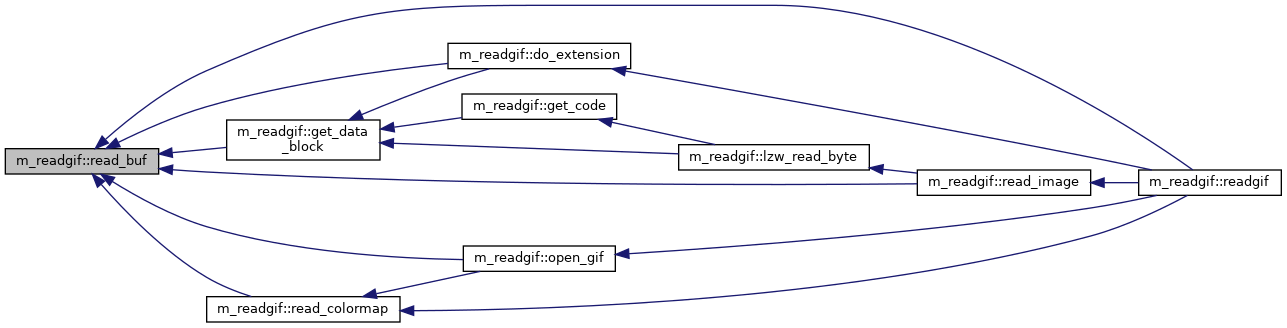 m_readgif::do_extension
m_readgif::get_code
m_readgif::get_data
_block
m_readgif::read_buf
m_readgif::lzw_read_byte
m_readgif::read_image
m_readgif::readgif
m_readgif::open_gif
m_readgif::read_colormap